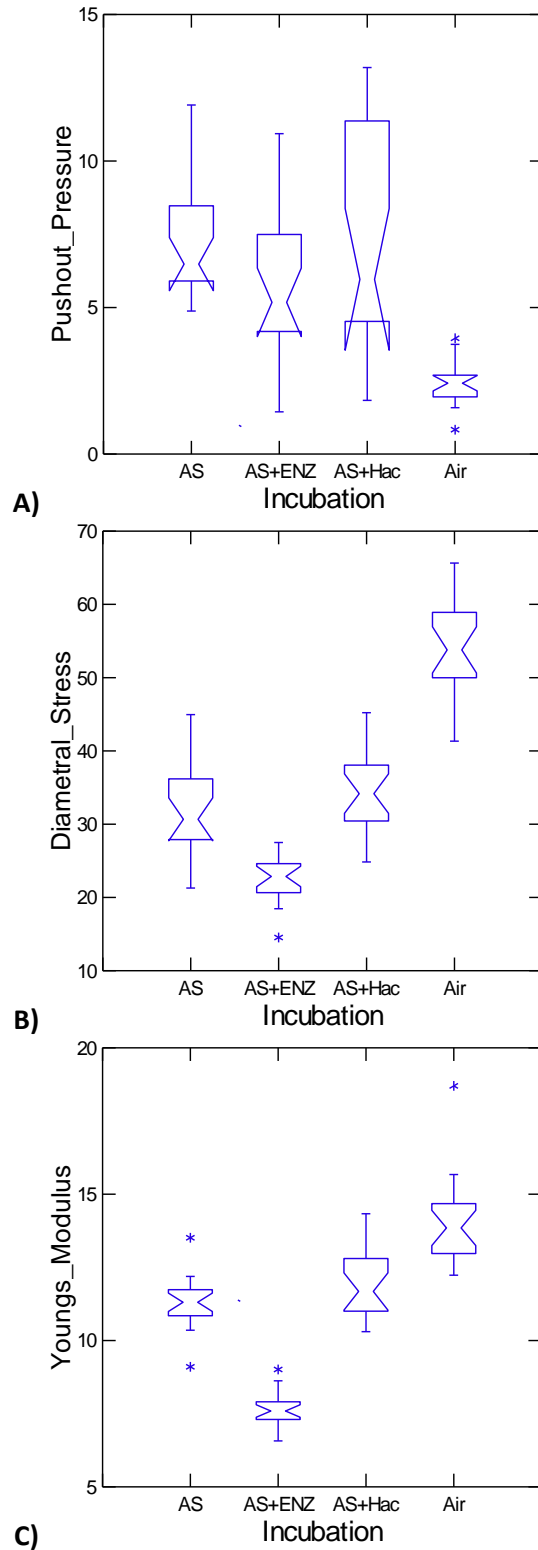 15
10
5
0
Pushout_Pressure
AS AS+ENZ AS+Hac Air
Incubation
A)
70
60
50
40
30
20
10
Diametral_Stress
AS AS+ENZ AS+Hac Air
Incubation
B)
20
15
10
5
Youngs_Modulus
AS AS+ENZ AS+Hac Air
Incubation
C)